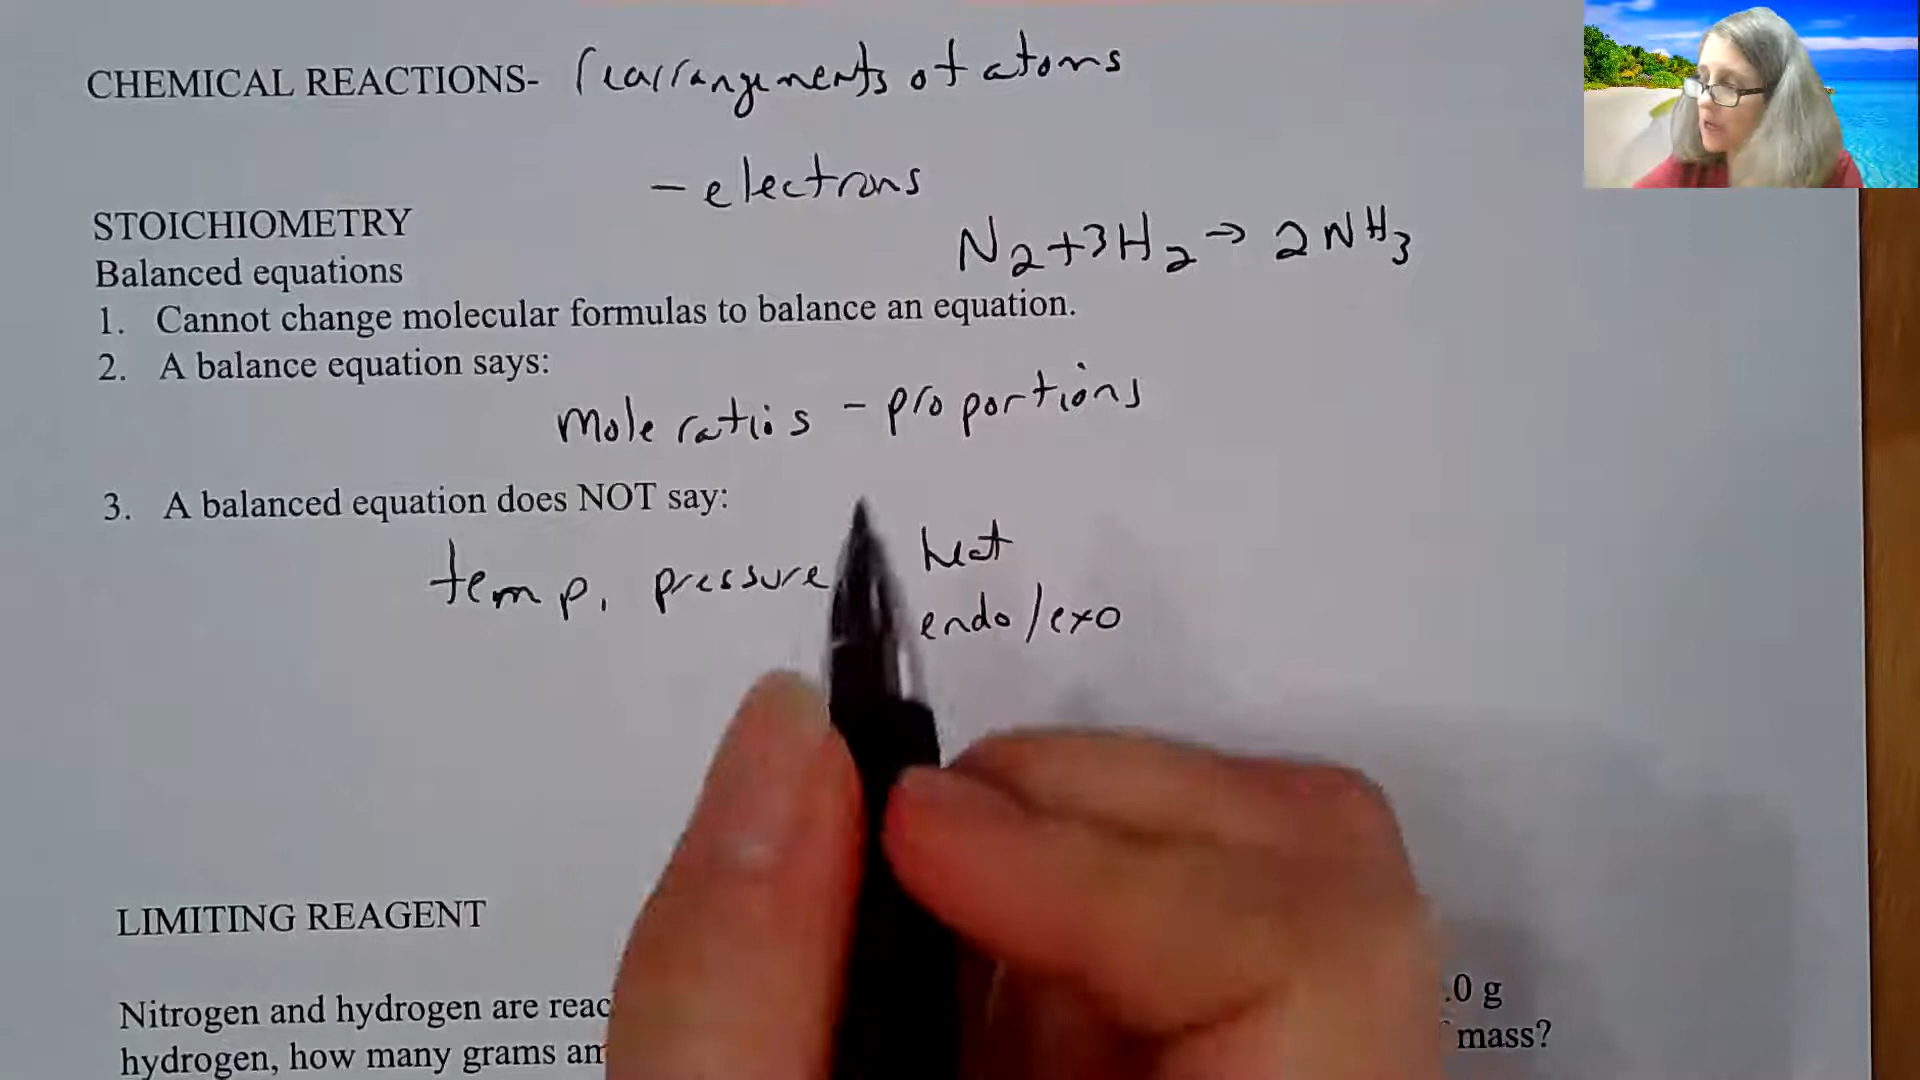 CHEMICAL REACTIONS- rearrangements of atoms
- electrons
STOICHIOMETRY
N2+3H2→2NH3
Balanced equations
1. Cannot change molecular formulas to balance an equation.
2. A balance equation says:
mole ratios - proportions
3. A balanced equation does NOT say:
temp, pressure heat
endo/exo
LIMITING REAGENT
Nitrogen and hydrogen are .0 g
hydrogen, how many grams mass?